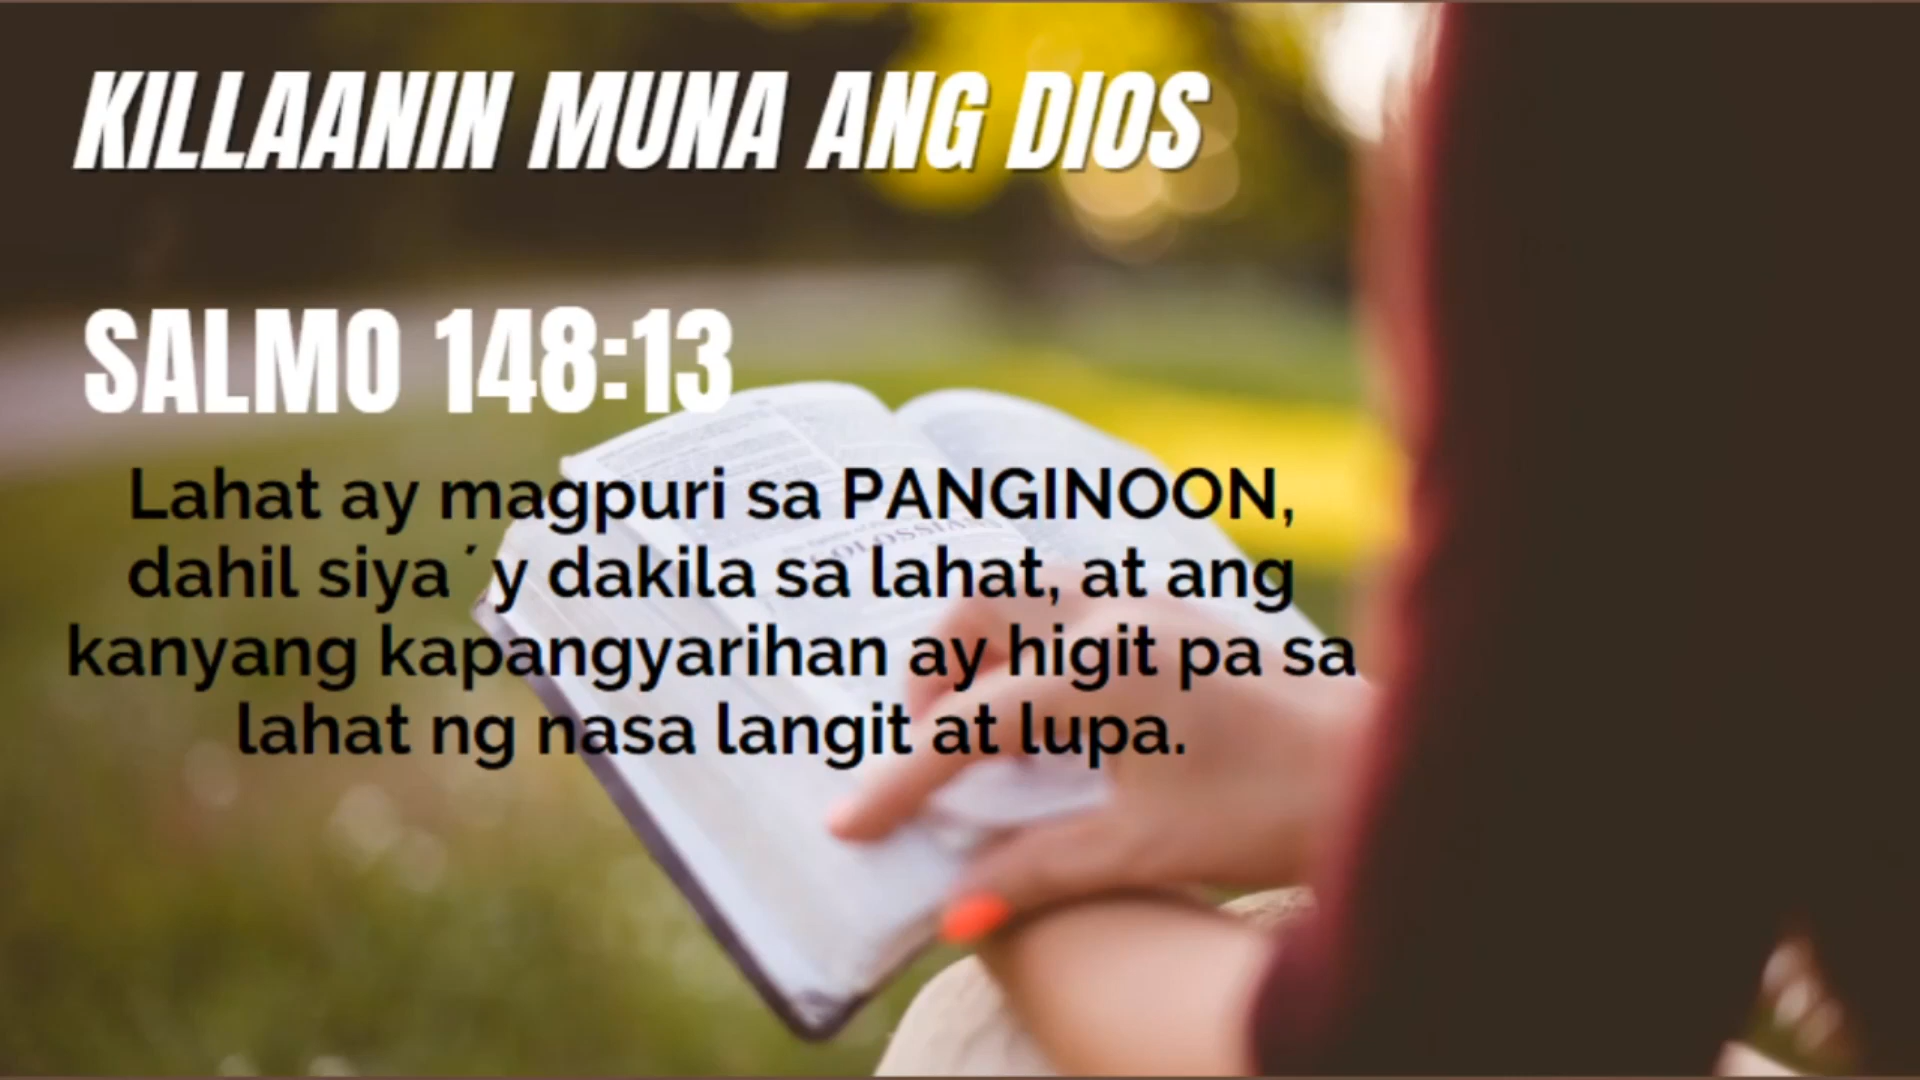 KILLAANIN MUNA ANG DIOS
SALMO 148:13
Lahat ay magpuri sa PANGINOON,
dahil siya´y dakila sa lahat, at ang
kanyang kapangyarihan ay higit pa sa
lahat ng nasa langit at lupa.
COLOSSIANS